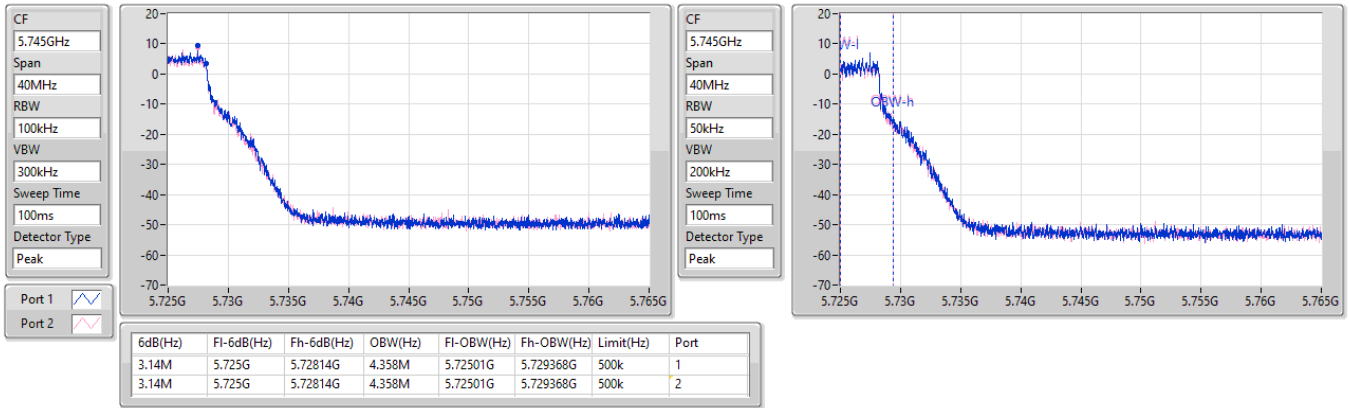 CF
5.745GHz
Span
40MHz
RBW
100kHz
VBW
300kHz
Sweep Time
100ms
Detector Type
Peak
Port 1
Port 2
20-
10-
0-
-10-
-20-
-30-
-40-
-50-
-60-
-70-
5.725G 5.73G 5.735G 5.74G 5.745G 5.75G 5.755G 5.76G 5.765G
CF
5.745GHz
Span
40MHz
RBW
50kHz
VBW
200kHz
Sweep Time
100ms
Detector Type
Peak
20-
10-
0-
-10-
-20-
-30-
-40-
-50-
-60-
-70-
W-l
OBW-h
5.725G 5.73G 5.735G 5.74G 5.745G 5.75G 5.755G 5.76G 5.765G
6dB(Hz) Fl-6dB(Hz) Fh-6dB(Hz) OBW(Hz) Fl-OBW(Hz) Fh-OBW(Hz) Limit(Hz) Port
3.14M 5.725G 5.72814G 4.358M 5.72501G 5.729368G 500k 1
3.14M 5.725G 5.72814G 4.358M 5.72501G 5.729368G 500k 2